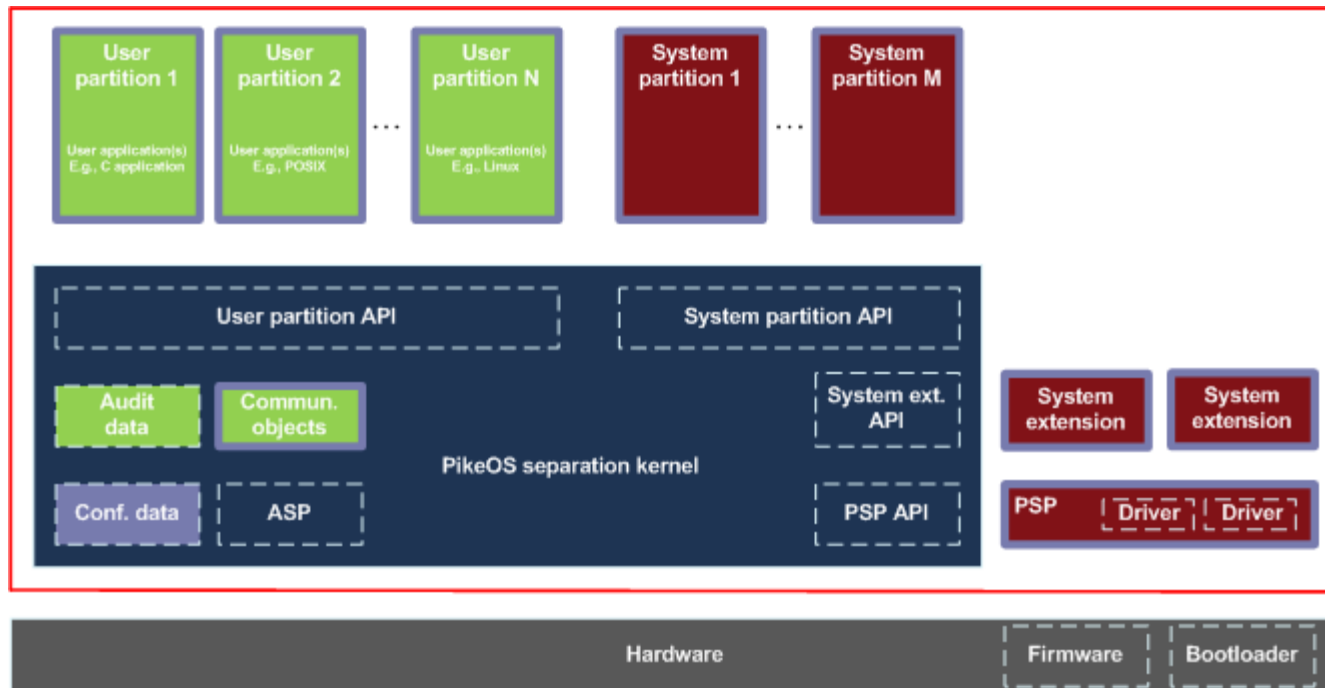 User
partition 1
User application(s)
E.g., C application
User
partition 2
User application(s)
E.g., POSIX
...
User
partition N
User application(s)
E.g., Linux
System
partition 1
...
System
partition M
User partition API
System partition API
Audit
data
Commun.
objects
System ext.
API
System
extension
System
extension
PikeOS separation kernel
Conf. data
ASP
PSP API
PSP
Driver
Driver
Hardware
Firmware
Bootloader